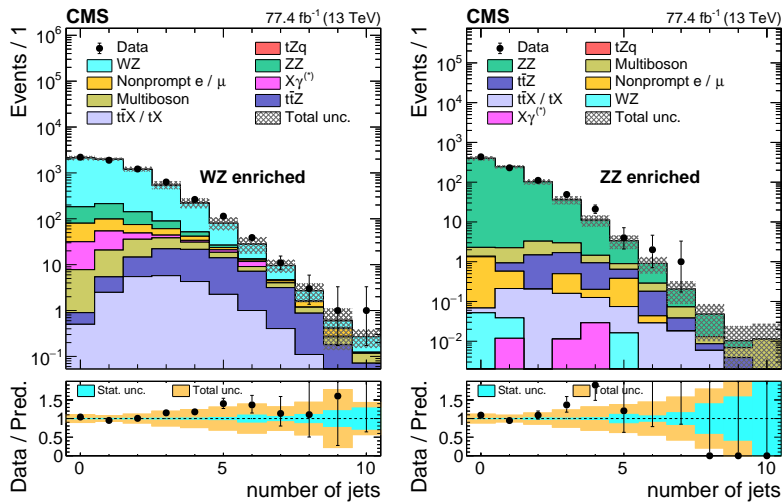 CMS 77.4 fb⁻¹ (13 TeV)
Events / 1
10⁶
10⁵
10⁴
10³
10²
10
1
10⁻¹
Data
WZ
Nonprompt e / μ
Multiboson
tt̄X / tX
tZq
ZZ
Xγ⁽*⁾
tt̄Z
Total unc.
WZ enriched
Data / Pred.
1.5
1
0.5
0
Stat. unc. Total unc.
0 5 10
number of jets
CMS 77.4 fb⁻¹ (13 TeV)
Events / 1
10⁵
10⁴
10³
10²
10
1
10⁻¹
10⁻²
Data
ZZ
tt̄Z
tt̄X / tX
Xγ⁽*⁾
tZq
Multiboson
Nonprompt e / μ
WZ
Total unc.
ZZ enriched
Data / Pred.
1.5
1
0.5
0
Stat. unc. Total unc.
0 5 10
number of jets